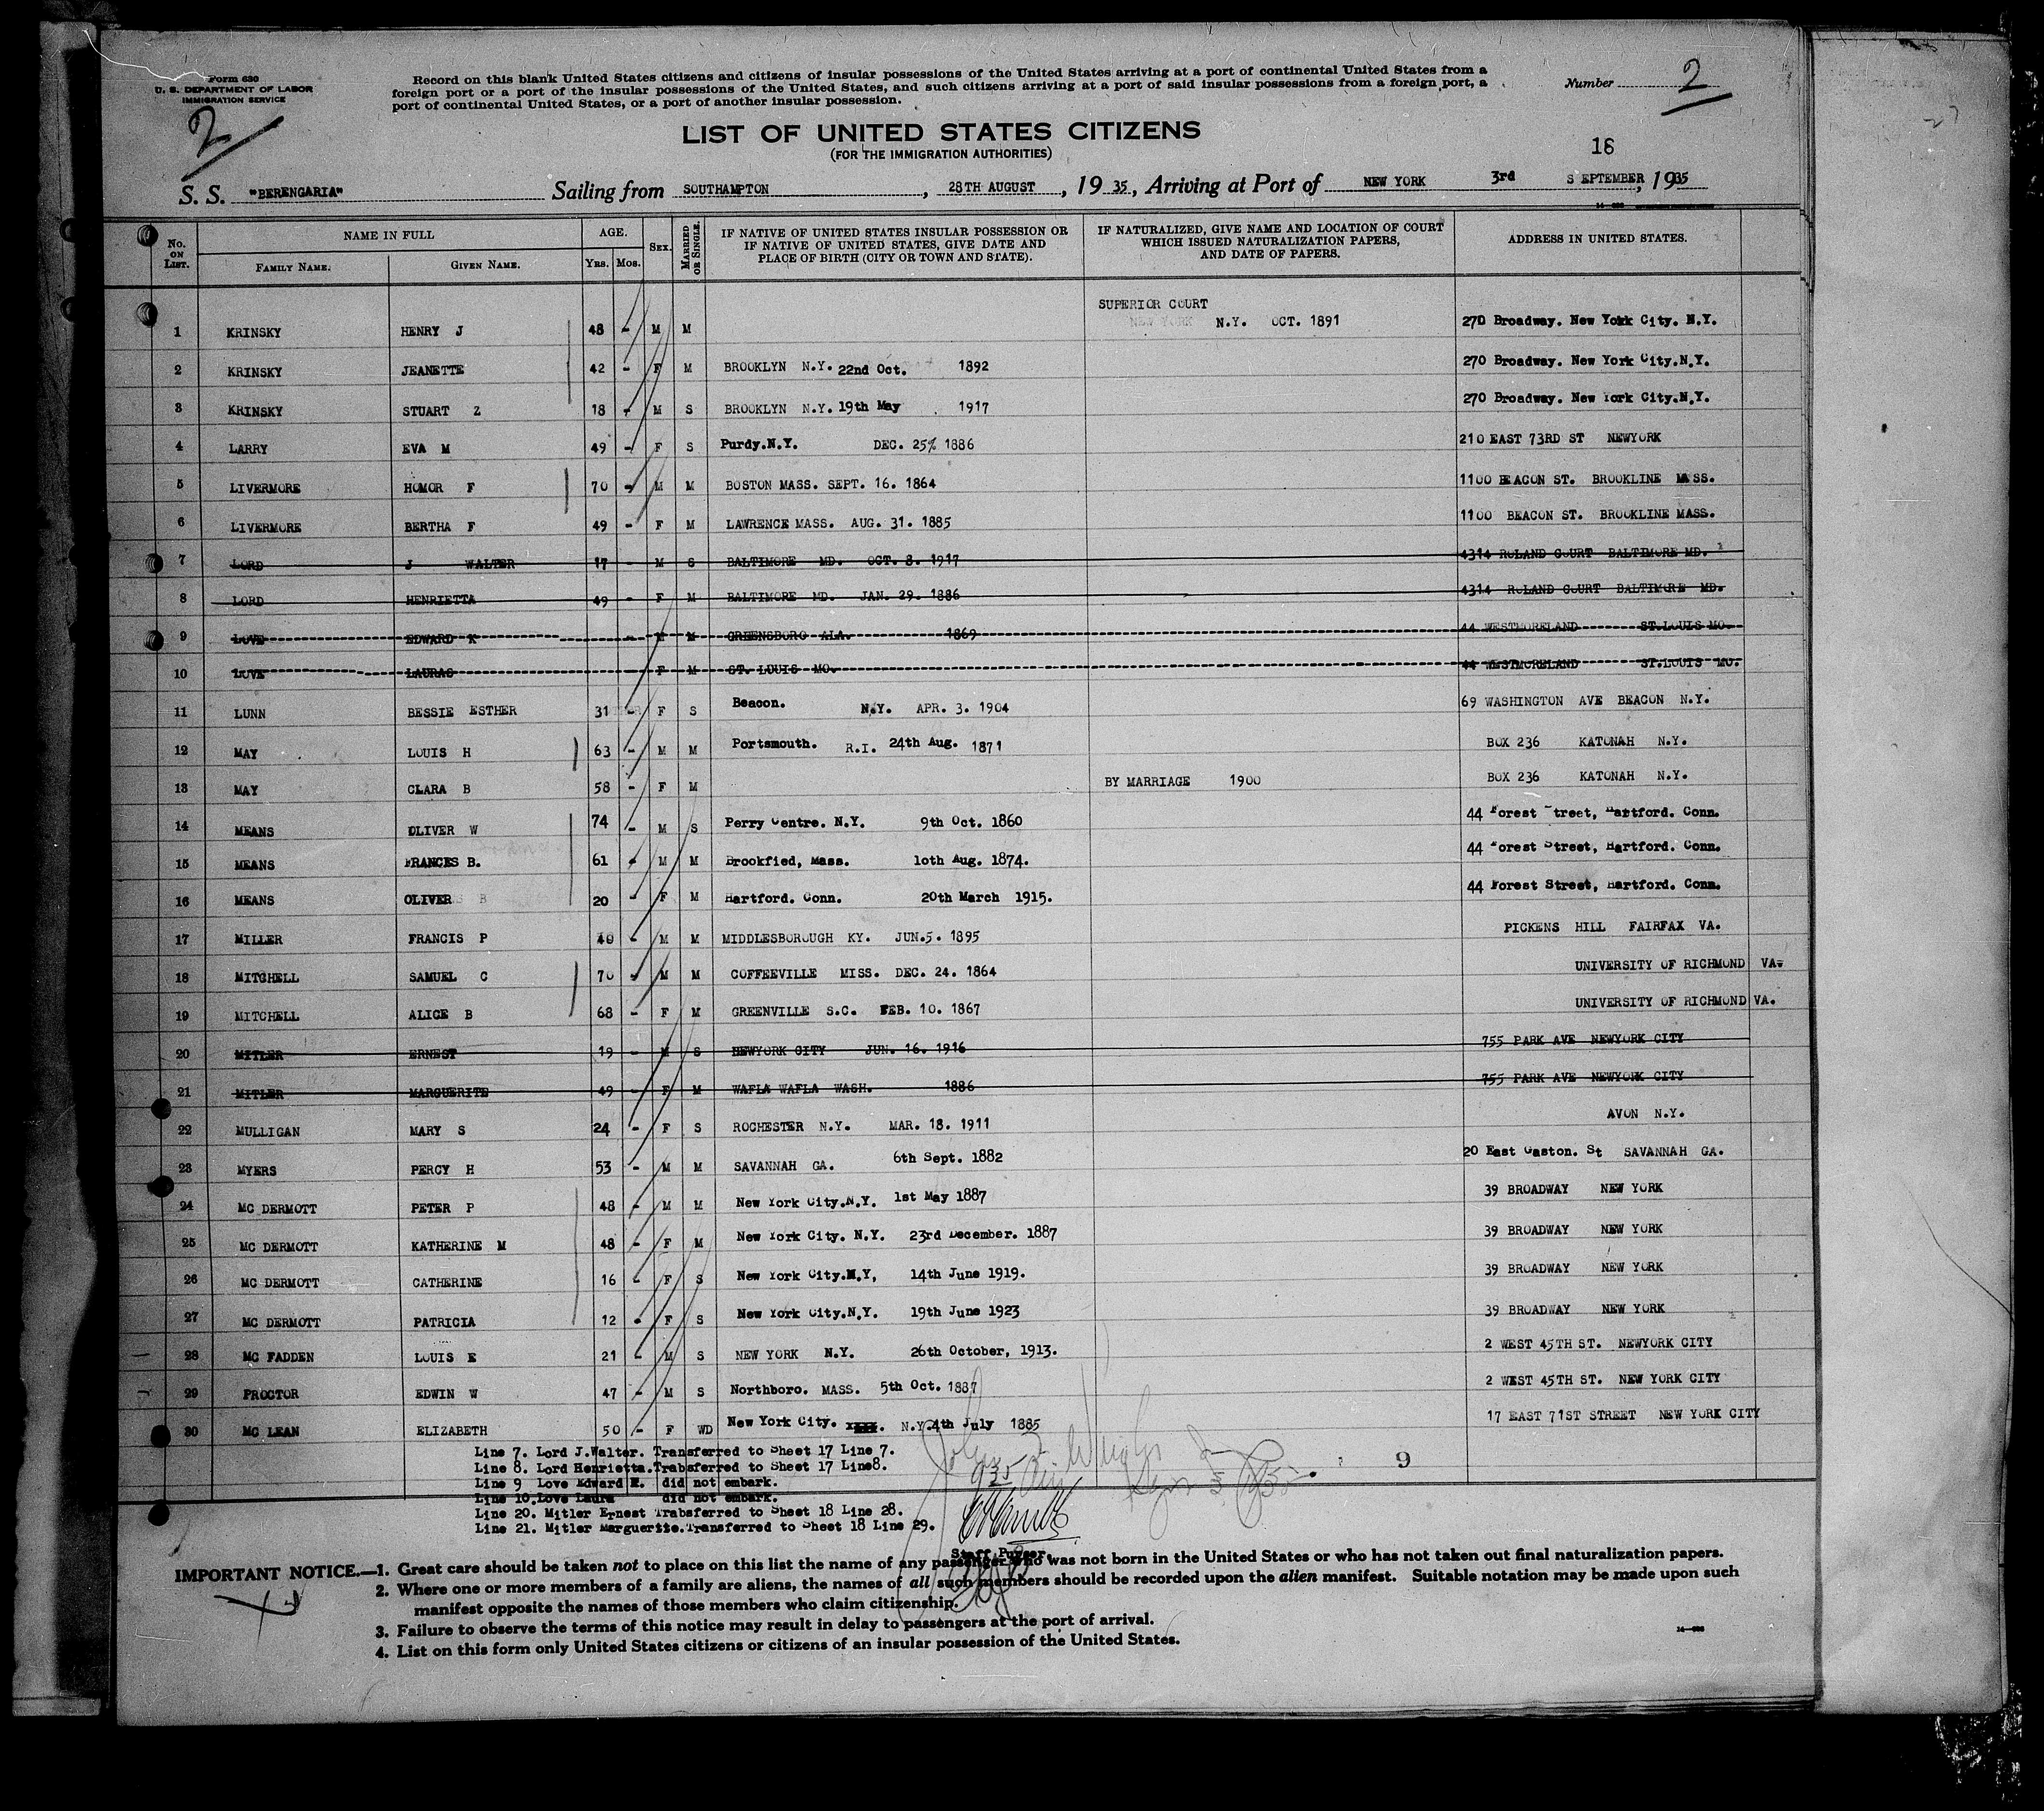 Form 630
U. S. DEPARTMENT OF LABOR
IMMIGRATION SERVICE
2
Record on this blank United States citizens and citizens of insular possessions of the United States arriving at a port of continental United States from a
foreign port or a port of the insular possessions of the United States, and such citizens arriving at a port of said insular possessions from a foreign port, a
port of continental United States, or a port of another insular possession.
Number 2
LIST OF UNITED STATES CITIZENS
(FOR THE IMMIGRATION AUTHORITIES)
18
S. S. "BERENGARIA" Sailing from SOUTHAMPTON, 28TH AUGUST, 1935, Arriving at Port of NEW YORK 3rd SEPTEMBER, 1935
No. ON LIST. NAME IN FULL FAMILY NAME. GIVEN NAME. AGE. YRS. MOS. SEX. MARRIED OR SINGLE. IF NATIVE OF UNITED STATES INSULAR POSSESSION OR IF NATIVE OF UNITED STATES, GIVE DATE AND PLACE OF BIRTH (CITY OR TOWN AND STATE). IF NATURALIZED, GIVE NAME AND LOCATION OF COURT WHICH ISSUED NATURALIZATION PAPERS, AND DATE OF PAPERS. ADDRESS IN UNITED STATES.
1 KRINSKY HENRY J 48 - M M SUPERIOR COURT NEW YORK N.Y. OCT. 1891 270 Broadway. New York City. N.Y.
2 KRINSKY JEANETTE 42 - F M BROOKLYN N.Y. 22nd Oct. 1892 270 Broadway. New York City.N.Y.
3 KRINSKY STUART Z 18 - M S BROOKLYN N.Y. 19th May 1917 270 Broadway. New York City.N.Y.
4 LARRY EVA M 49 - F S Purdy.N.Y. DEC. 25% 1886 210 EAST 73RD ST NEWYORK
5 LIVERMORE HOMOR F 70 - M M BOSTON MASS. SEPT. 16. 1864 1100 BEACON ST. BROOKLINE MASS.
6 LIVERMORE BERTHA F 49 - F M LAWRENCE MASS. AUG. 31. 1885 1100 BEACON ST. BROOKLINE MASS.
7 LORD J WALTER 17 - M S BALTIMORE MD. OCT. 8. 1917 4314 ROLAND COURT BALTIMORE MD.
8 LORD HENRIETTA 49 - F M BALTIMORE MD. JAN. 29. 1886 4314 ROLAND COURT BALTIMORE MD.
9 LOVE EDWARD K - M M GREENSBORO ALA. 1869 44 WESTMORELAND ST.LOUIS MO.
10 LOVE LAURAS F M ST. LOUIS MO. 44 WESTMORELAND ST.LOUIS MO.
11 LUNN BESSIE ESTHER 31 - F S Beacon. N.Y. APR. 3. 1904 69 WASHINGTON AVE BEACON N.Y.
12 MAY LOUIS H 63 - M M Portsmouth. R.I. 24th Aug. 1871 BOX 236 KATONAH N.Y.
13 MAY CLARA B 58 - F M BY MARRIAGE 1900 BOX 236 KATONAH N.Y.
14 MEANS OLIVER W 74 - M S Perry Centre. N.Y. 9th Oct. 1860 44 Forest Street, Hartford. Conn.
15 MEANS FRANCES B. 61 - M M Brookfied, Mass. 10th Aug. 1874. 44 Forest Street, Hartford. Conn.
16 MEANS OLIVER B 20 - F M Hartford. Conn. 20th March 1915. 44 Forest Street, Hartford. Conn.
17 MILLER FRANCIS P 40 - M M MIDDLESBOROUGH KY. JUN.5. 1895 PICKENS HILL FAIRFAX VA.
18 MITCHELL SAMUEL C 70 - M M COFFEEVILLE MISS. DEC. 24. 1864 UNIVERSITY OF RICHMOND VA.
19 MITCHELL ALICE B 68 - F M GREENVILLE S.C. FEB. 10. 1867 UNIVERSITY OF RICHMOND VA.
20 MITLER ERNEST 19 - M S NEWYORK CITY JUN. 16. 1916 755 PARK AVE NEWYORK CITY
21 MITLER MARGUERITE 49 - F M WAFLA WAFLA WASH. 1886 755 PARK AVE NEWYORK CITY
22 MULLIGAN MARY S 24 - F S ROCHESTER N.Y. MAR. 18. 1911 AVON N.Y.
23 MYERS PERCY H 53 - M M SAVANNAH GA. 6th Sept. 1882 20 East Gaston. St SAVANNAH GA.
24 MC DERMOTT PETER P 48 - M M New York City.N.Y. 1st May 1887 39 BROADWAY NEW YORK
25 MC DERMOTT KATHERINE M 48 - F M New York City. N.Y. 23rd December. 1887 39 BROADWAY NEW YORK
26 MC DERMOTT CATHERINE 16 - F S New York City.N.Y, 14th June 1919. 39 BROADWAY NEW YORK
27 MC DERMOTT PATRICIA 12 - F S New York City.N.Y. 19th June 1923 39 BROADWAY NEW YORK
28 MC FADDEN LOUIS E 21 - M S NEW YORK N.Y. 26th October, 1913. 2 WEST 45TH ST. NEWYORK CITY
29 PROCTOR EDWIN W 47 - M S Northboro. MASS. 5th Oct. 1887 2 WEST 45TH ST. NEW YORK CITY
30 MC LEAN ELIZABETH 50 - F WD New York City. N.Y.4th July 1885 17 EAST 71ST STREET NEW YORK CITY
Line 7. Lord J.Walter. Transferred to Sheet 17 Line 7.
Line 8. Lord Henrietta.Trabsferred to Sheet 17 Line8.
Line 9 Love Edward K. did not embark.
Line 10.Love Laura did not embark.
Line 20. Mitler Ernest Trabsferred to Sheet 18 Line 28.
Line 21. Mitler Marguerite.Transferred to Sheet 18 Line 29.
9
Staff Purser.
IMPORTANT NOTICE.—1. Great care should be taken not to place on this list the name of any passenger who was not born in the United States or who has not taken out final naturalization papers.
2. Where one or more members of a family are aliens, the names of all such members should be recorded upon the alien manifest. Suitable notation may be made upon such
manifest opposite the names of those members who claim citizenship.
3. Failure to observe the terms of this notice may result in delay to passengers at the port of arrival.
4. List on this form only United States citizens or citizens of an insular possession of the United States.